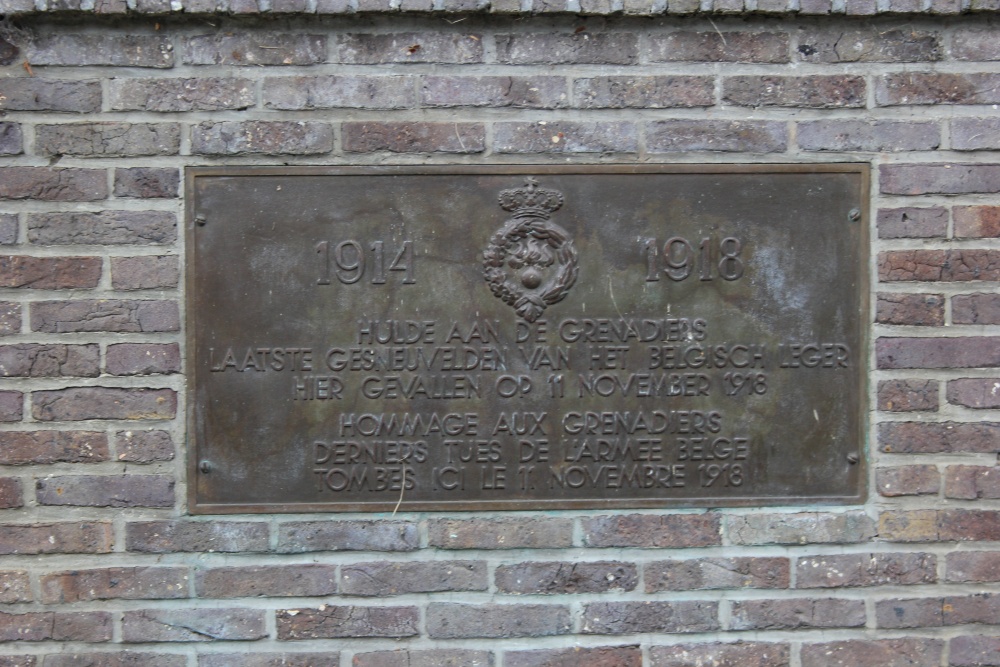 1914 1918
HULDE AAN DE GRENADIERS
LAATSTE GESNEUVELDEN VAN HET BELGISCH LEGER
HIER GEVALLEN OP 11 NOVEMBER 1918
HOMMAGE AUX GRENADIERS
DERNIERS TUES DE L'ARMEE BELGE
TOMBES ICI LE 11 NOVEMBRE 1918